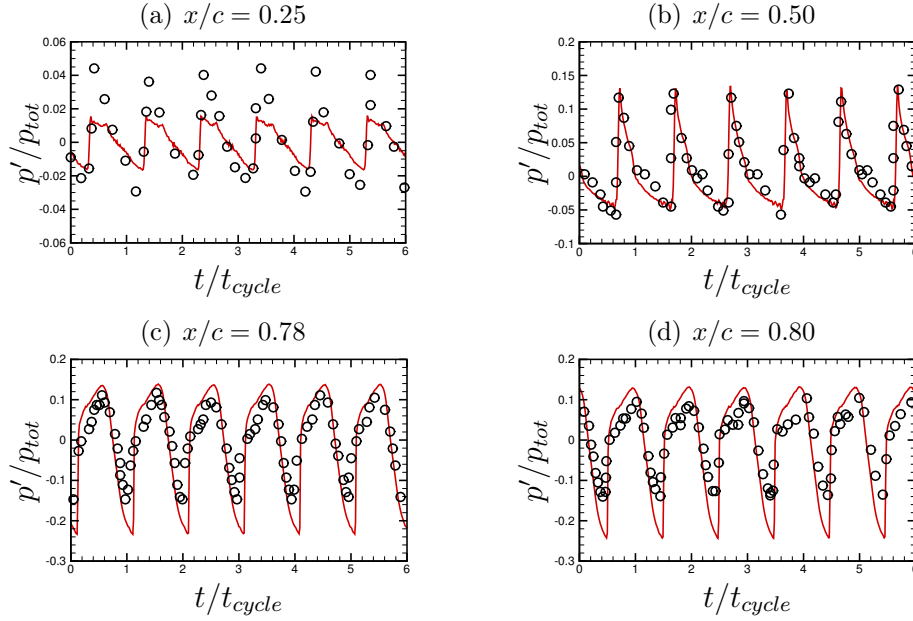 (a) x/c = 0.25
p′/p_tot
0.06
0.04
0.02
0
-0.02
-0.04
-0.06
0 1 2 3 4 5 6
t/t_cycle
(b) x/c = 0.50
p′/p_tot
0.2
0.15
0.1
0.05
0
-0.05
-0.1
0 1 2 3 4 5 6
t/t_cycle
(c) x/c = 0.78
p′/p_tot
0.2
0.1
0
-0.1
-0.2
-0.3
0 1 2 3 4 5 6
t/t_cycle
(d) x/c = 0.80
p′/p_tot
0.2
0.1
0
-0.1
-0.2
-0.3
0 1 2 3 4 5 6
t/t_cycle